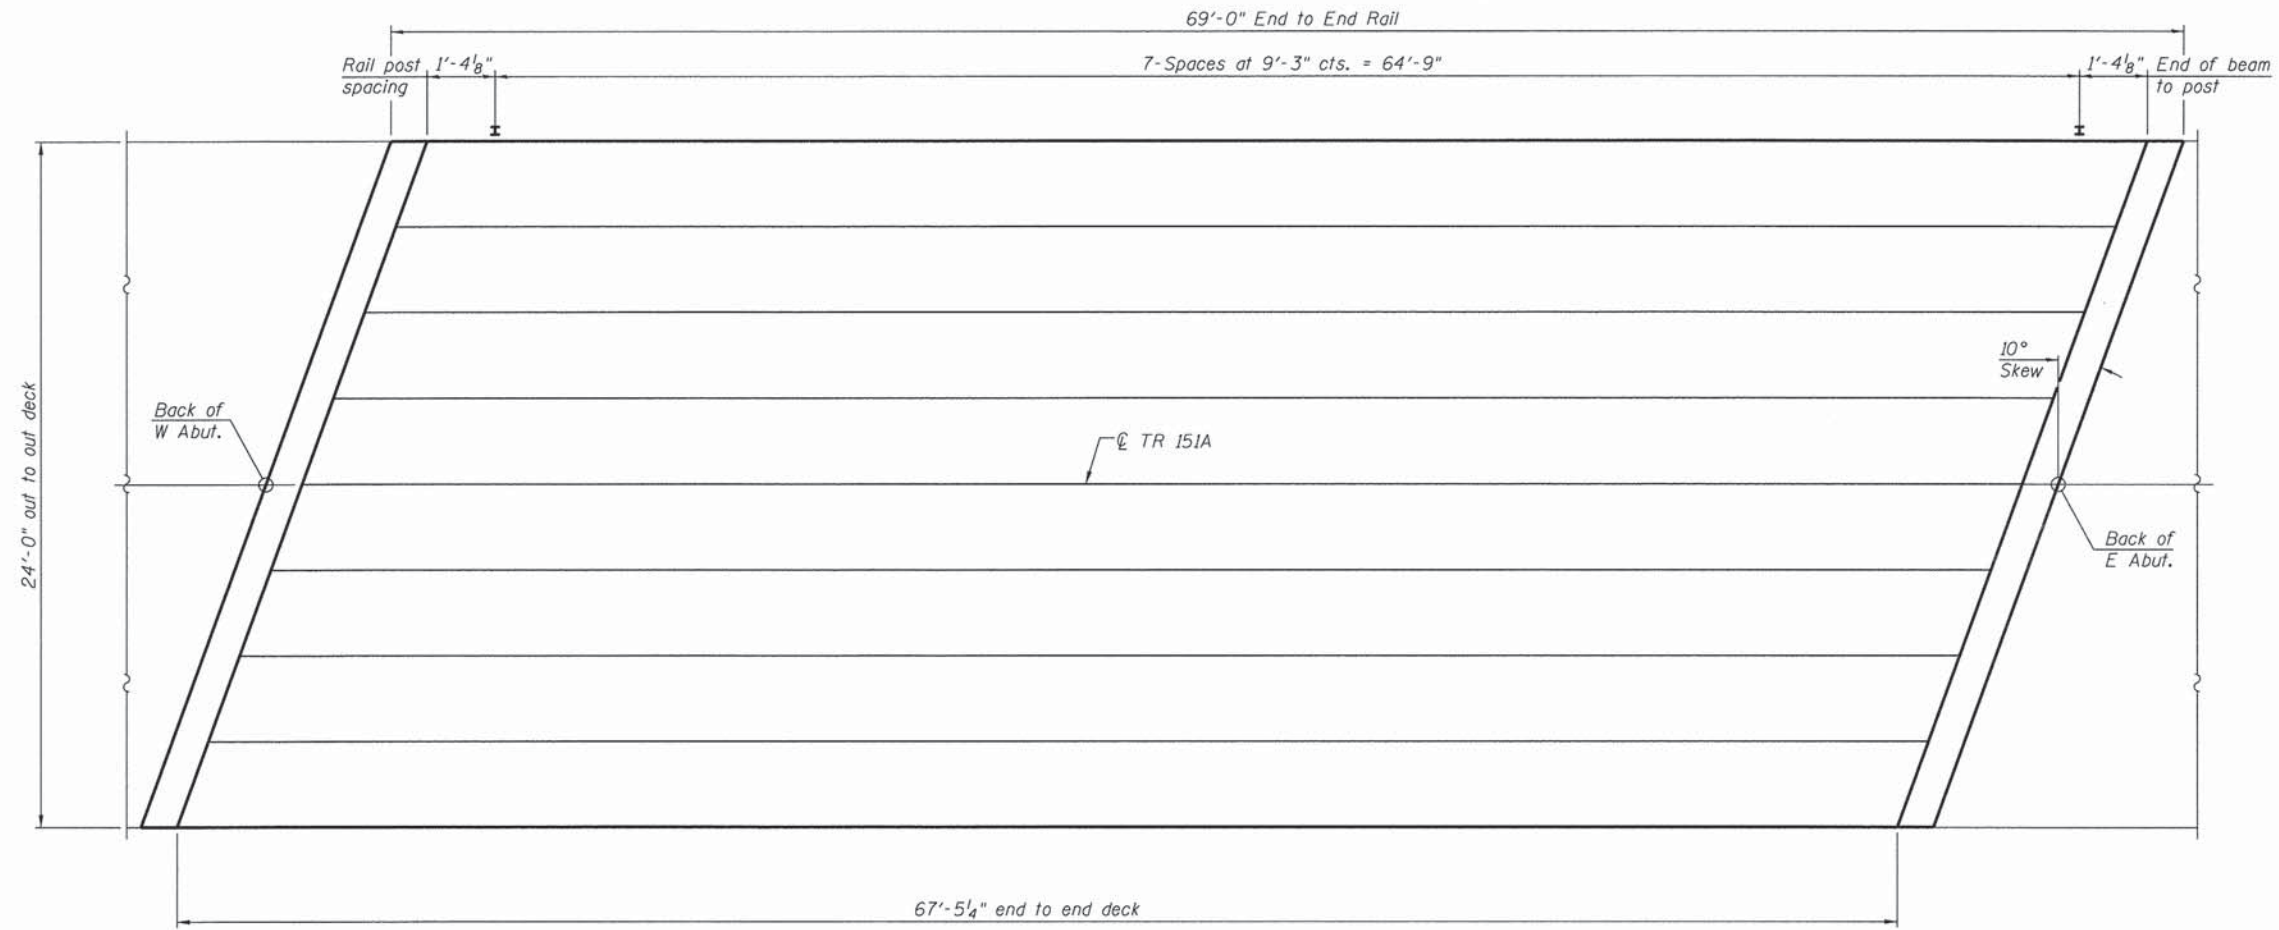 69'-0" End to End Rail
Rail post
spacing
1'-4⅛"
7-Spaces at 9'-3" cts. = 64'-9"
1'-4⅛"
End of beam
to post
10°
Skew
24'-0" out to out deck
Back of
W Abut.
℄ TR 151A
Back of
E Abut.
67'-5¼" end to end deck